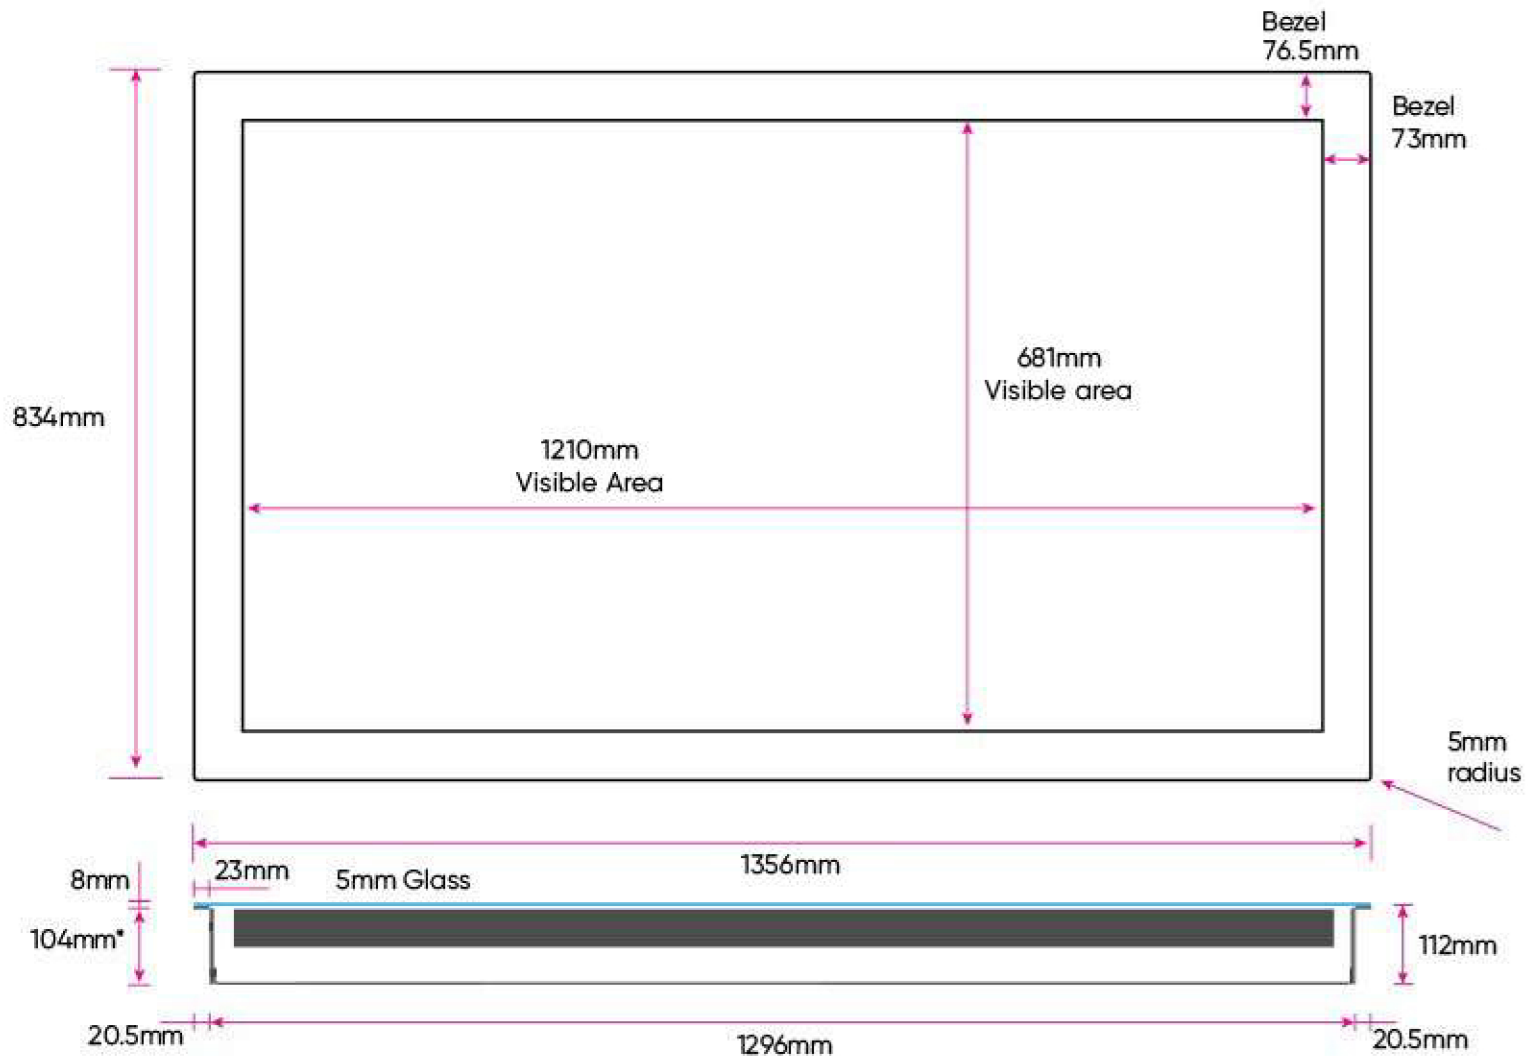 Bezel
76.5mm
Bezel
73mm
681mm
Visible area
834mm
1210mm
Visible Area
5mm
radius
1356mm
23mm
5mm Glass
8mm
104mm*
112mm
20.5mm
1296mm
20.5mm